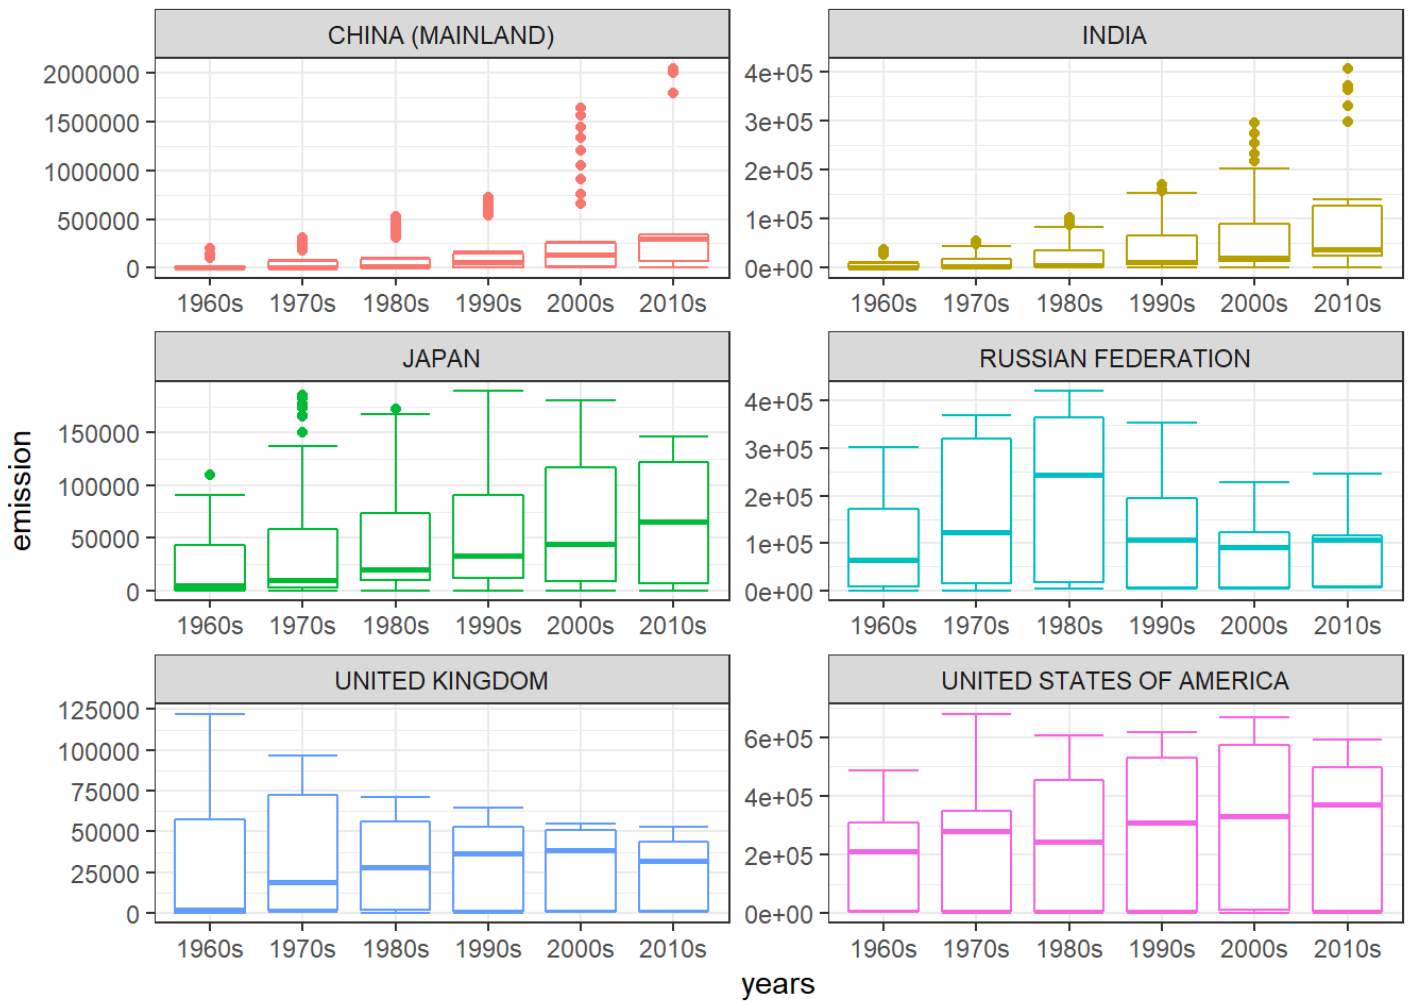 CHINA (MAINLAND)
2000000
1500000
1000000
500000
0
1960s 1970s 1980s 1990s 2000s 2010s
INDIA
4e+05
3e+05
2e+05
1e+05
0e+00
1960s 1970s 1980s 1990s 2000s 2010s
JAPAN
150000
100000
50000
0
1960s 1970s 1980s 1990s 2000s 2010s
RUSSIAN FEDERATION
4e+05
3e+05
2e+05
1e+05
0e+00
1960s 1970s 1980s 1990s 2000s 2010s
UNITED KINGDOM
125000
100000
75000
50000
25000
0
1960s 1970s 1980s 1990s 2000s 2010s
UNITED STATES OF AMERICA
6e+05
4e+05
2e+05
0e+00
1960s 1970s 1980s 1990s 2000s 2010s
emission
years